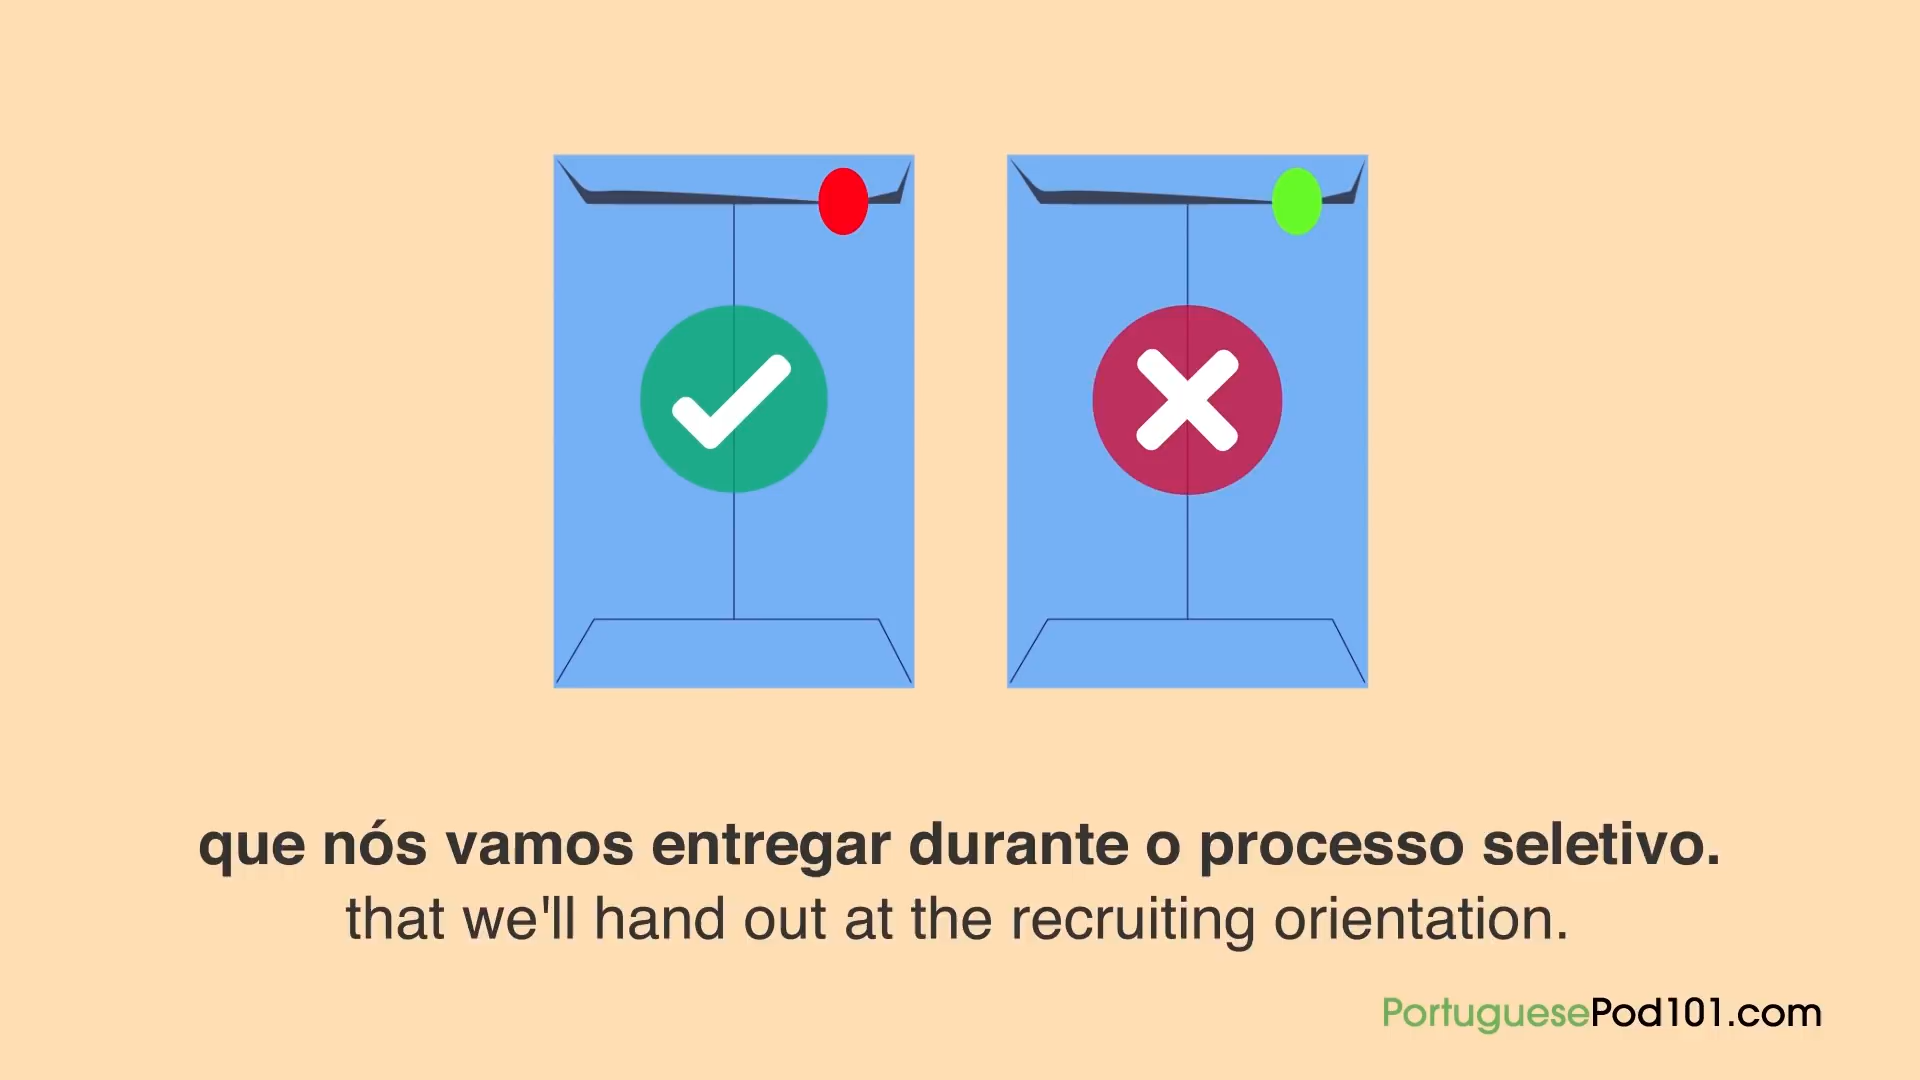 que nós vamos entregar durante o processo seletivo.
that we'll hand out at the recruiting orientation.
PortuguesePod101.com